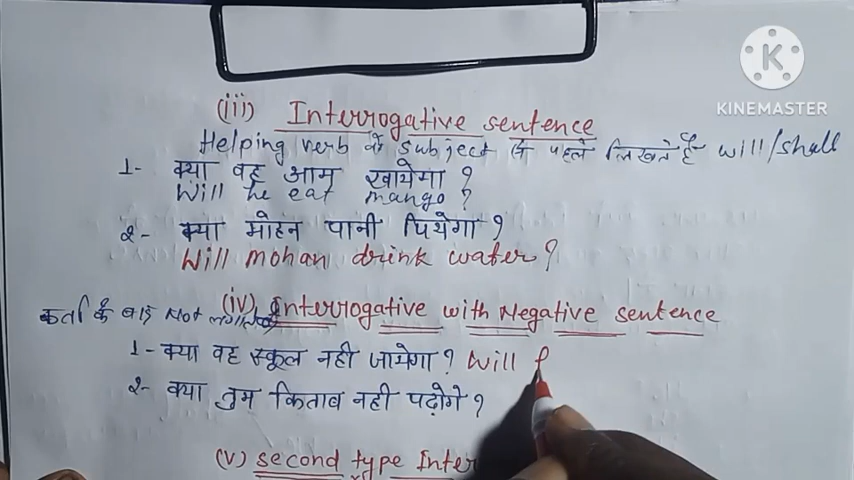 KINEMASTER
(iii) Interrogative sentence
Helping verb को subject से पहले लिखते हैं will/shall
1- क्या वह आम खायेगा ?
Will he eat mango ?
2- क्या मोहन पानी पियेगा ?
Will mohan drink water ?
(iv) Interrogative with Negative sentence
कर्ता के बाद Not
1- क्या वह स्कूल नही जायेगा ? Will
2- क्या तुम किताब नही पढ़ोगे ?
(v) second type Inter